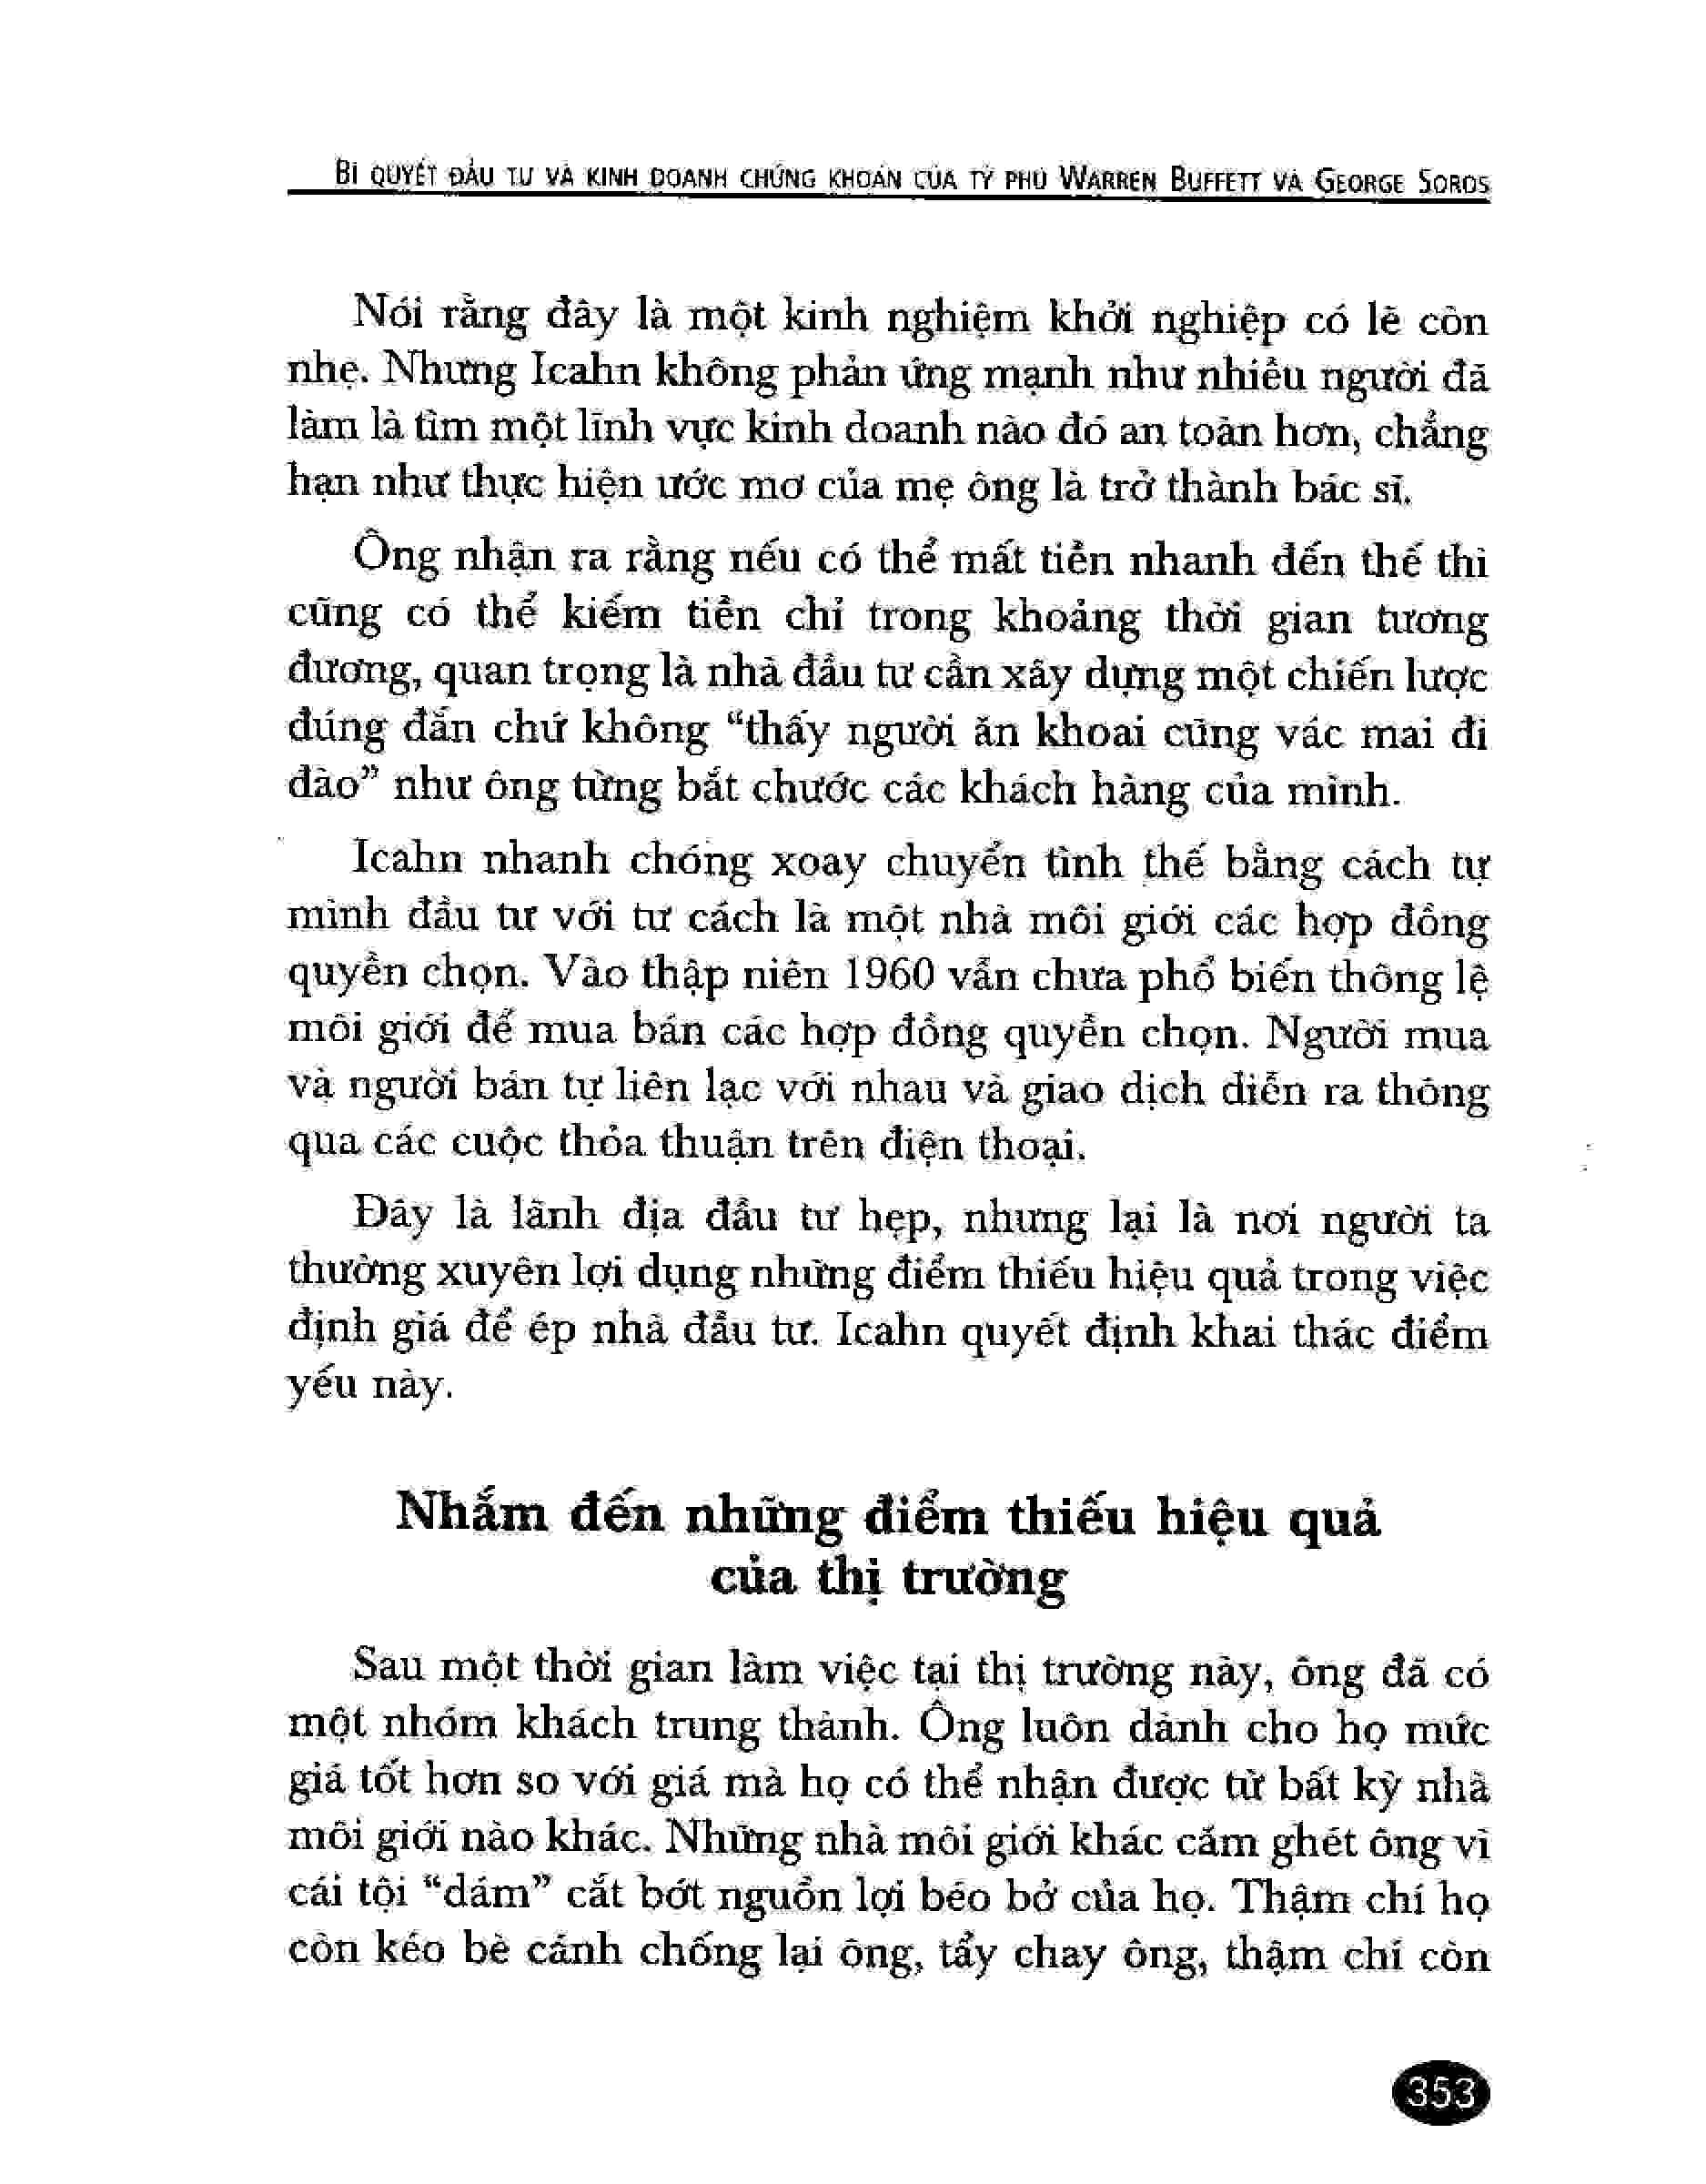 BÍ QUYẾT ĐẦU TƯ VÀ KINH DOANH CHỨNG KHOÁN CỦA TỶ PHÚ WARREN BUFFETT VÀ GEORGE SOROS
Nói rằng đây là một kinh nghiệm khởi nghiệp có lẽ còn
nhẹ. Nhưng Icahn không phản ứng mạnh như nhiều người đã
làm là tìm một lĩnh vực kinh doanh nào đó an toàn hơn, chẳng
hạn như thực hiện ước mơ của mẹ ông là trở thành bác sĩ.
Ông nhận ra rằng nếu có thể mất tiền nhanh đến thế thì
cũng có thể kiếm tiền chỉ trong khoảng thời gian tương
đương, quan trọng là nhà đầu tư cần xây dựng một chiến lược
đúng đắn chứ không “thấy người ăn khoai cũng vác mai đi
đào” như ông từng bắt chước các khách hàng của mình.
Icahn nhanh chóng xoay chuyển tình thế bằng cách tự
mình đầu tư với tư cách là một nhà môi giới các hợp đồng
quyền chọn. Vào thập niên 1960 vẫn chưa phổ biến thông lệ
môi giới để mua bán các hợp đồng quyền chọn. Người mua
và người bán tự liên lạc với nhau và giao dịch diễn ra thông
qua các cuộc thỏa thuận trên điện thoại.
Đây là lãnh địa đầu tư hẹp, nhưng lại là nơi người ta
thường xuyên lợi dụng những điểm thiếu hiệu quả trong việc
định giá để ép nhà đầu tư. Icahn quyết định khai thác điểm
yếu này.
Nhắm đến những điểm thiếu hiệu quả
của thị trường
Sau một thời gian làm việc tại thị trường này, ông đã có
một nhóm khách trung thành. Ông luôn dành cho họ mức
giá tốt hơn so với giá mà họ có thể nhận được từ bất kỳ nhà
môi giới nào khác. Những nhà môi giới khác căm ghét ông vì
cái tội “dám” cắt bớt nguồn lợi béo bở của họ. Thậm chí họ
còn kéo bè cánh chống lại ông, tẩy chay ông, thậm chí còn
353